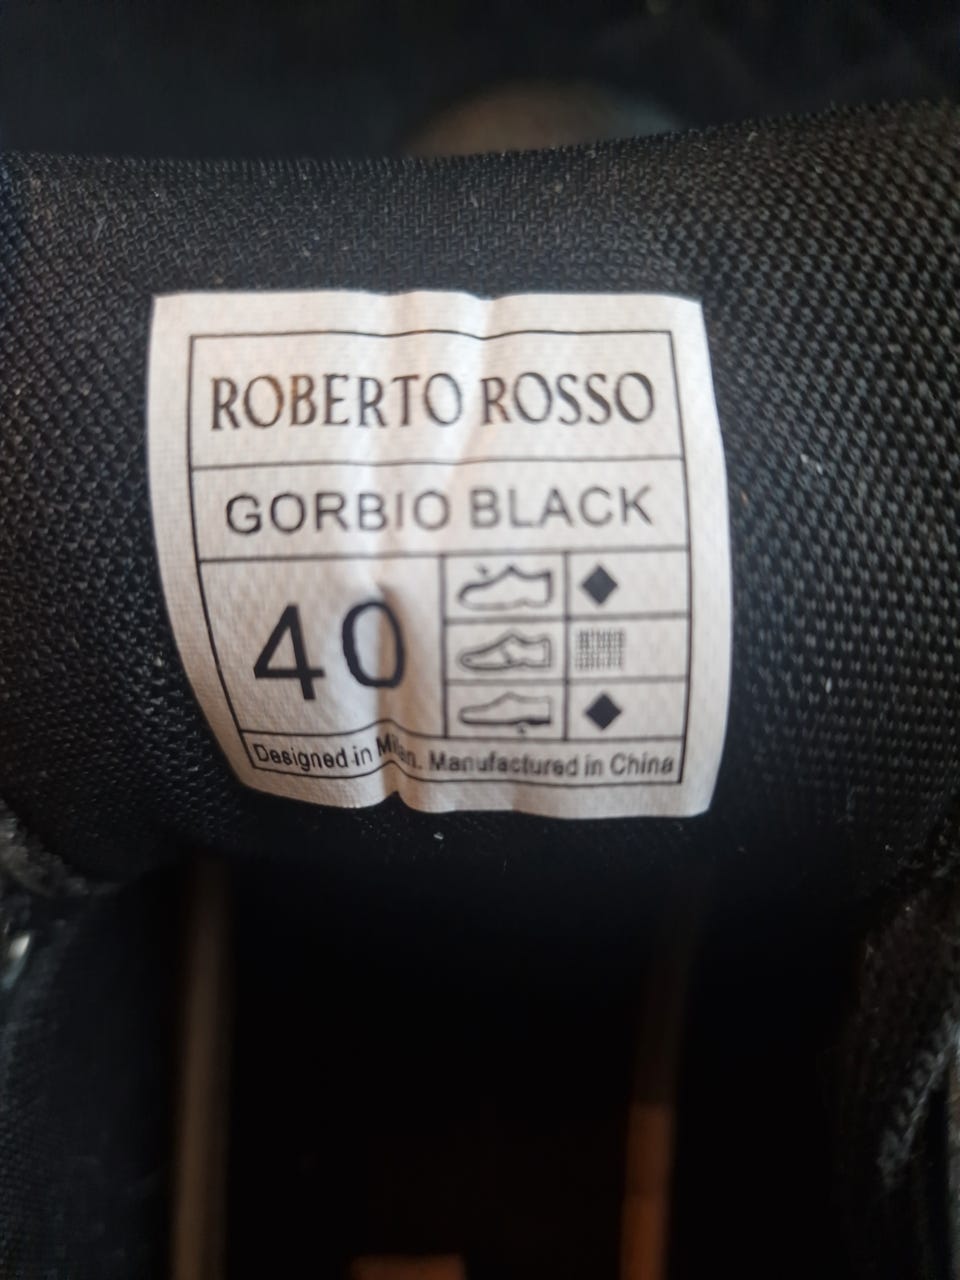 ROBERTO ROSSO
GORBIO BLACK
40
Designed in Milan. Manufactured in China